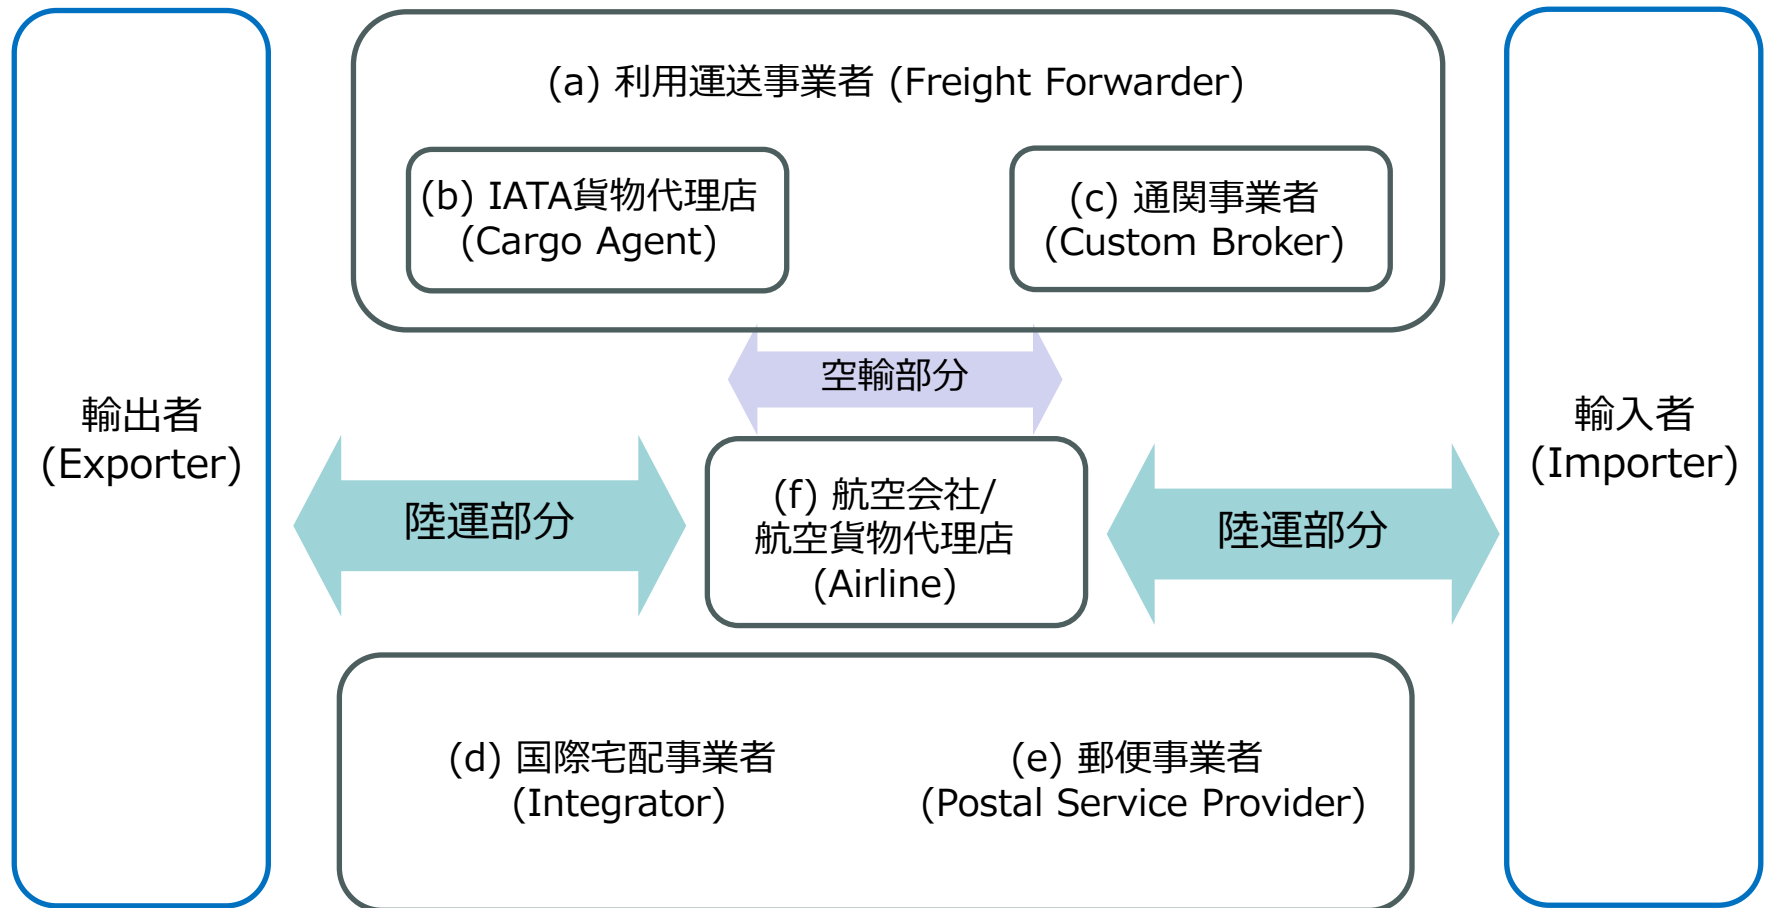 (a) 利用運送事業者 (Freight Forwarder)
(b) IATA貨物代理店
(Cargo Agent)
(c) 通関事業者
(Custom Broker)
空輸部分
輸出者
(Exporter)
陸運部分
(f) 航空会社/
航空貨物代理店
(Airline)
陸運部分
輸入者
(Importer)
(d) 国際宅配事業者
(Integrator)
(e) 郵便事業者
(Postal Service Provider)